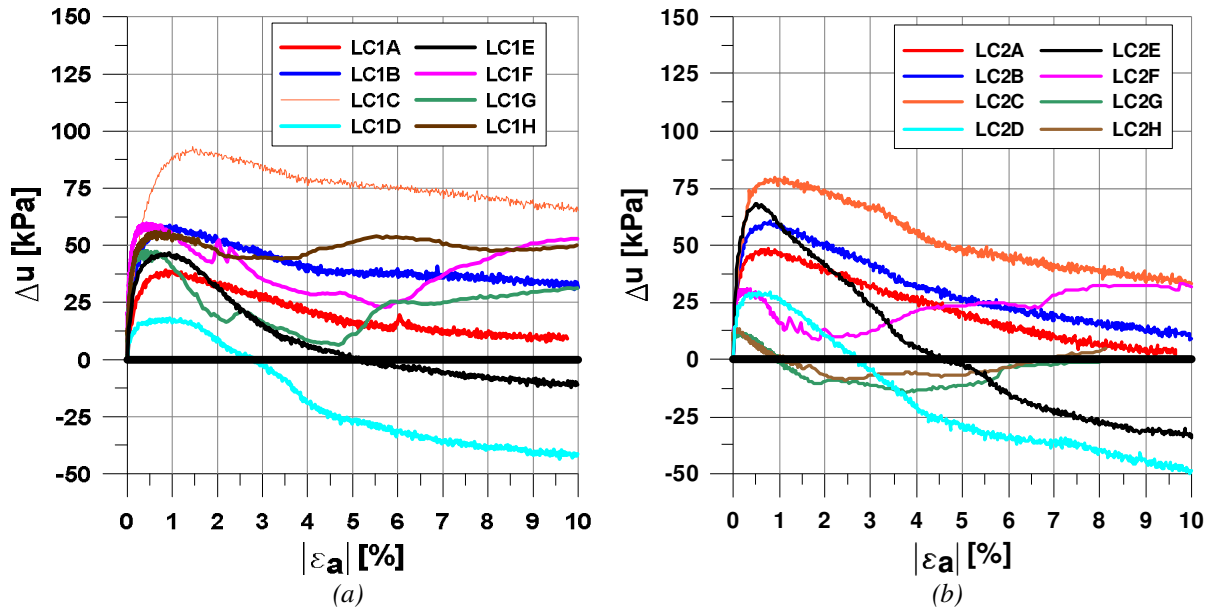 150
125
100
75
50
25
0
-25
-50
Δu [kPa]
LC1A LC1E
LC1B LC1F
LC1C LC1G
LC1D LC1H
0 1 2 3 4 5 6 7 8 9 10
|εa| [%]
(a)
150
125
100
75
50
25
0
-25
-50
Δu [kPa]
LC2A LC2E
LC2B LC2F
LC2C LC2G
LC2D LC2H
0 1 2 3 4 5 6 7 8 9 10
|εa| [%]
(b)